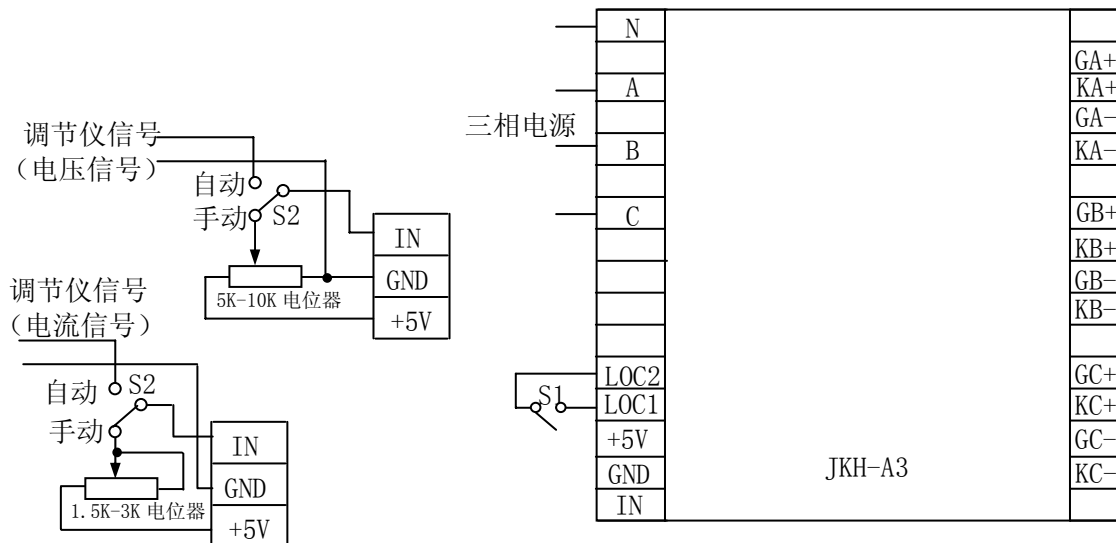 调节仪信号
（电压信号）
自动
手动
S2
IN
GND
+5V
5K-10K 电位器
调节仪信号
（电流信号）
自动
S2
手动
IN
GND
+5V
1.5K-3K 电位器
三相电源
N
A
B
C
LOC2
LOC1
+5V
GND
IN
S1
JKH-A3
GA+
KA+
GA-
KA-
GB+
KB+
GB-
KB-
GC+
KC+
GC-
KC-